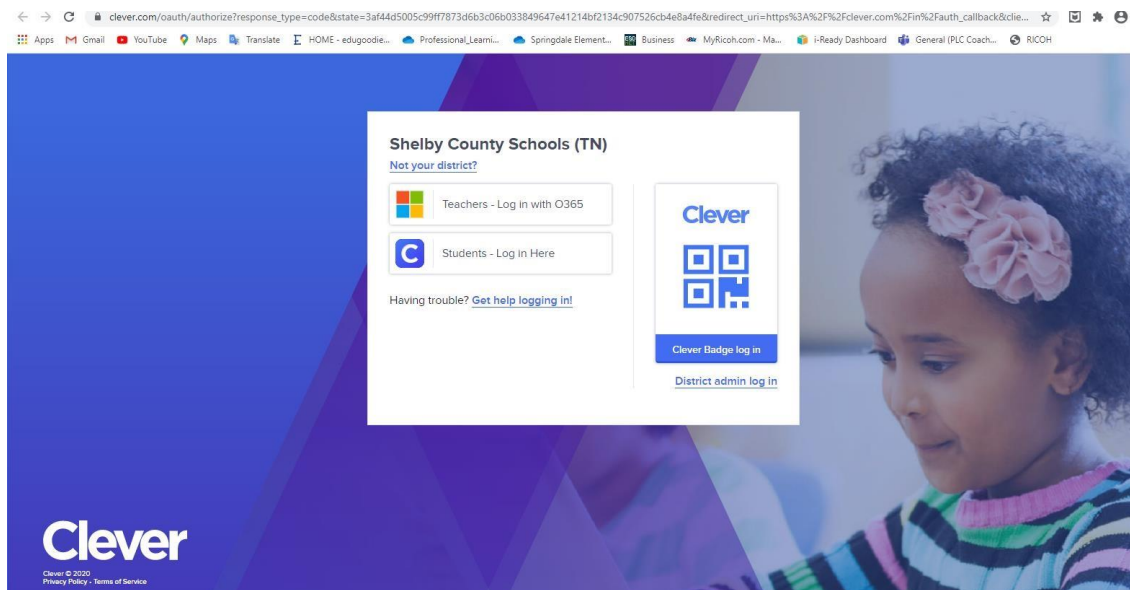 clever.com/oauth/authorize?response_type=code&state=3af44d5005c99ff7873d6b3c06b033849647e41214bf2134c907526cb4e8a4fe&redirect_uri=https%3A%2F%2Fclever.com%2Fin%2Fauth_callback&clie...
Apps Gmail YouTube Maps Translate HOME - edugoodie... Professional_Learni... Springdale Element... Business MyRicoh.com - Ma... i-Ready Dashboard General (PLC Coach... RICOH
Shelby County Schools (TN)
Not your district?
Teachers - Log in with O365
Students - Log in Here
Having trouble? Get help logging in!
Clever
Clever Badge log in
District admin log in
Clever
Clever © 2020
Privacy Policy - Terms of Service